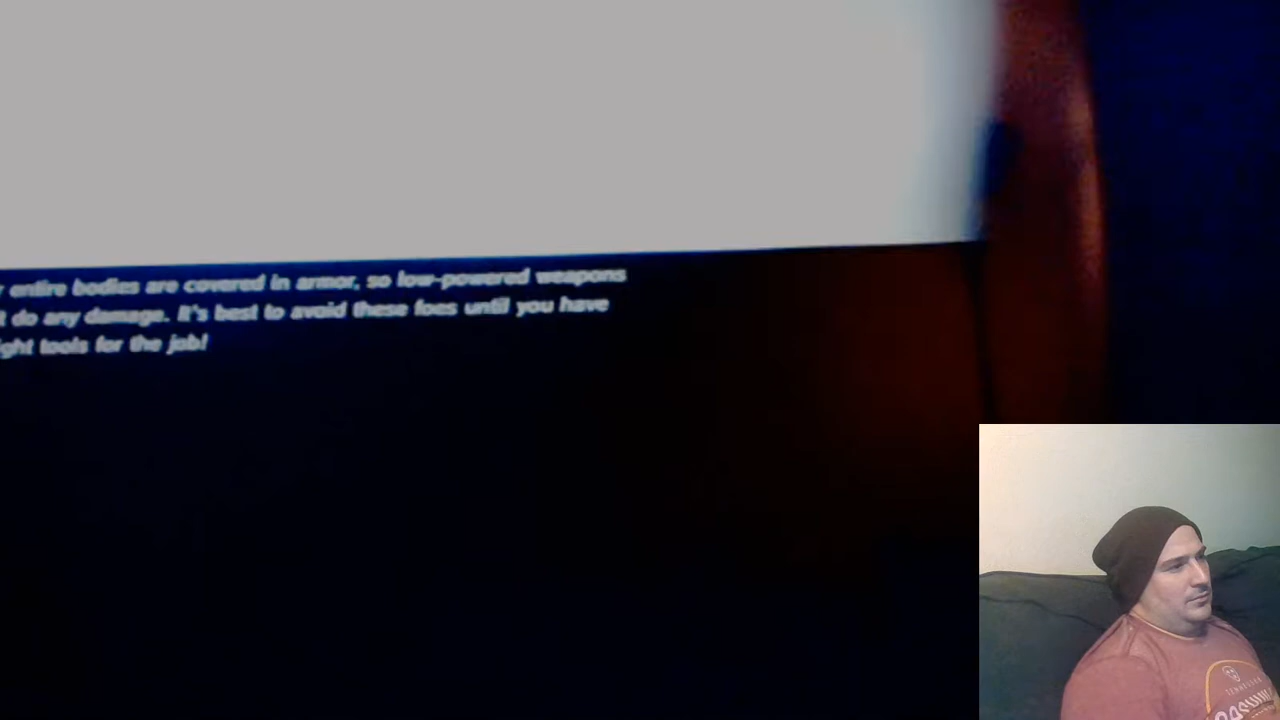 entire bodies are covered in armor, so low-powered weapons
do any damage. It's best to avoid these foes until you have
tools for the job!